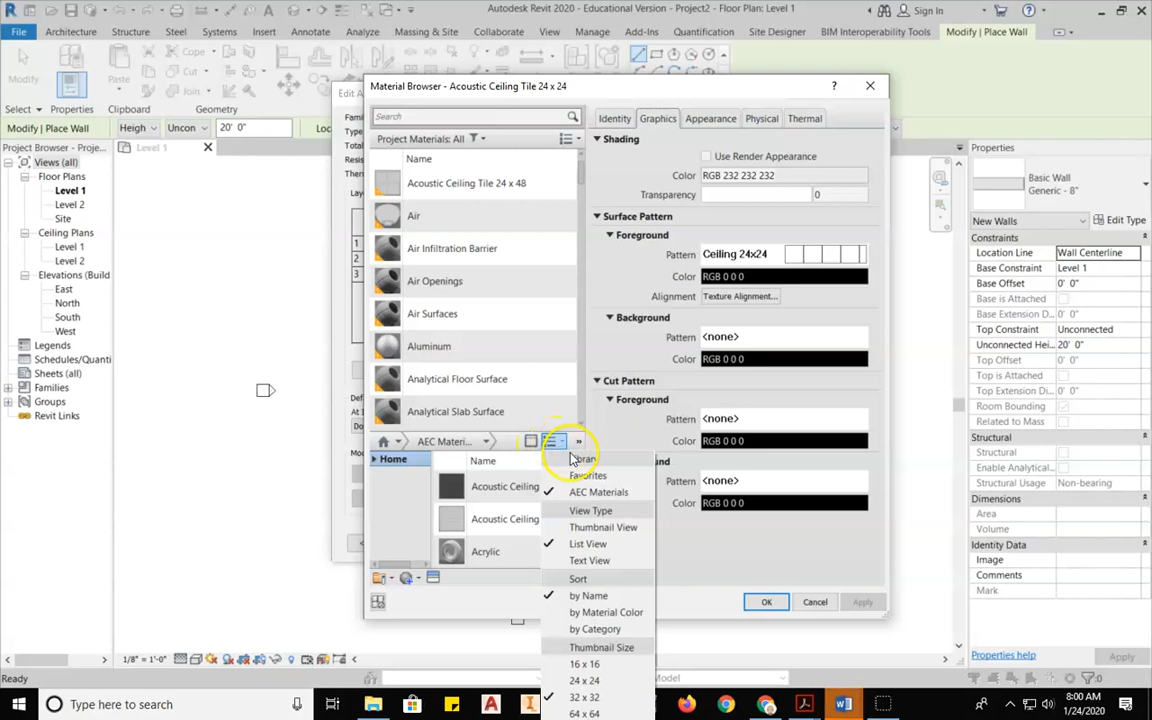 Autodesk Revit 2020 - Educational Version - Project2 - Floor Plan: Level 1
Sign In
File Architecture Structure Steel Systems Insert Annotate Analyze Massing & Site Collaborate View Manage Add-Ins Quantification Site Designer BIM Interoperability Tools Modify | Place Wall
Modify
Paste
Cope
Cut
Join
Select Properties Clipboard Geometry
Modify | Place Wall Heigh Uncon 20' 0"
Project Browser - Proje...
Level 1
Views (all)
Floor Plans
Level 1
Level 2
Site
Ceiling Plans
Level 1
Level 2
Elevations (Building
East
North
South
West
Legends
Schedules/Quanti
Sheets (all)
Families
Groups
Revit Links
Edit A
1
2
3
Material Browser - Acoustic Ceiling Tile 24 x 24
?
Search
Project Materials: All
Name
Acoustic Ceiling Tile 24 x 48
Air
Air Infiltration Barrier
Air Openings
Air Surfaces
Aluminum
Analytical Floor Surface
Analytical Slab Surface
AEC Materi...
»
Home
Name
Acoustic Ceiling
Acoustic Ceiling
Acrylic
Favorites
AEC Materials
View Type
Thumbnail View
List View
Text View
Sort
by Name
by Material Color
by Category
Thumbnail Size
16 x 16
24 x 24
32 x 32
64 x 64
Identity Graphics Appearance Physical Thermal
Shading
Use Render Appearance
Color RGB 232 232 232
Transparency 0
Surface Pattern
Foreground
Pattern Ceiling 24x24
Color RGB 0 0 0
Alignment Texture Alignment...
Background
Pattern <none>
Color RGB 0 0 0
Cut Pattern
Foreground
Pattern <none>
Color RGB 0 0 0
Pattern <none>
Color RGB 0 0 0
OK Cancel Apply
Properties
Basic Wall
Generic - 8"
New Walls Edit Type
Constraints
Location Line Wall Centerline
Base Constraint Level 1
Base Offset 0' 0"
Base is Attached
Base Extension D...
Top Constraint Unconnected
Unconnected Hei... 20' 0"
Top Offset 0' 0"
Top is Attached
Top Extension Di... 0' 0"
Room Bounding
Related to Mass
Structural
Structural
Enable Analytical...
Structural Usage Non-bearing
Dimensions
Area
Volume
Identity Data
Image
Comments
Mark
Properties help Apply
1/8" = 1'-0"
Ready
Model
:0
Type here to search
8:00 AM
1/24/2020